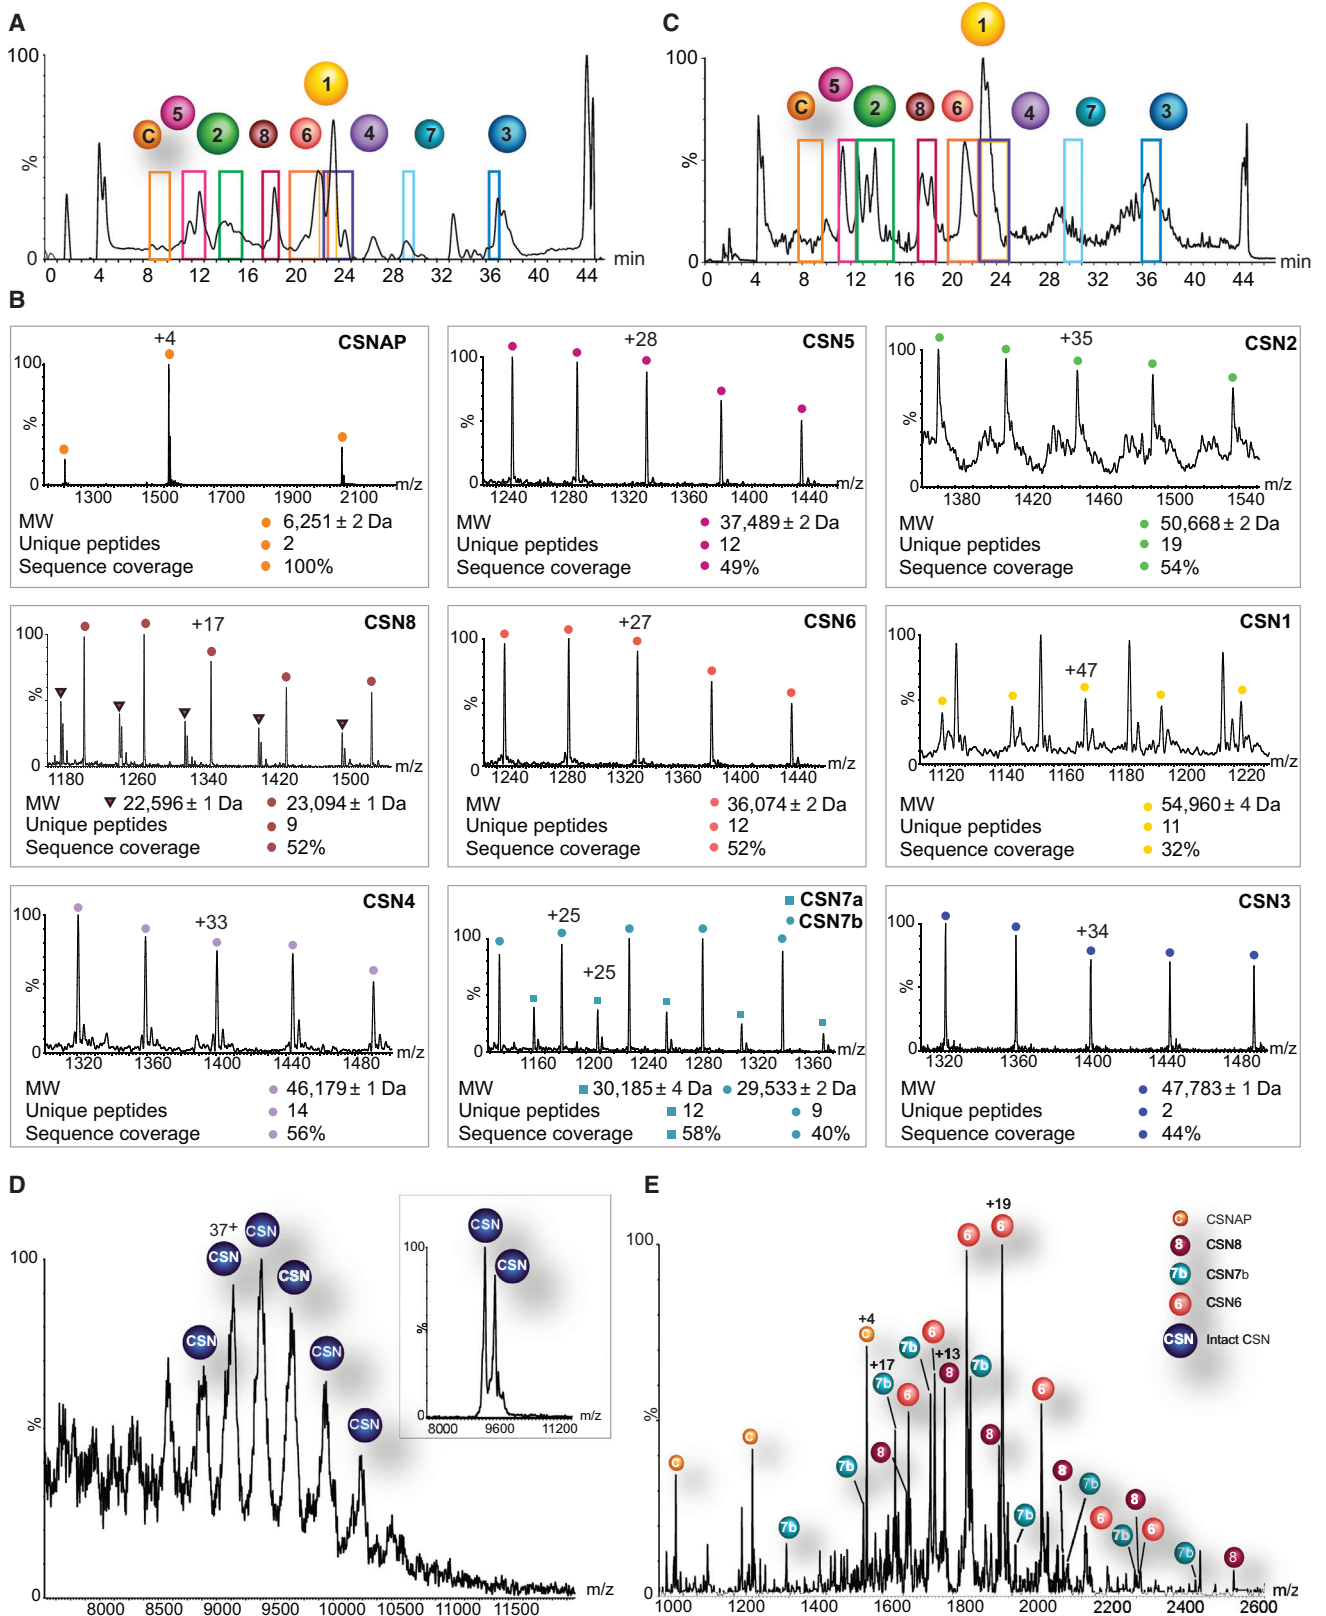 A
100
%
0
C
5
2
8
6
1
4
7
3
0 4 8 12 16 20 24 28 32 36 40 44 min
C
100
%
0
C
5
2
8
6
1
4
7
3
0 4 8 12 16 20 24 28 32 36 40 44 min
B
CSNAP
+4
100
%
0
1300 1500 1700 1900 2100 m/z
MW 6,251 ± 2 Da
Unique peptides 2
Sequence coverage 100%
CSN5
+28
100
%
0
1240 1280 1320 1360 1400 1440 m/z
MW 37,489 ± 2 Da
Unique peptides 12
Sequence coverage 49%
CSN2
+35
100
%
0
1380 1420 1460 1500 1540 m/z
MW 50,668 ± 2 Da
Unique peptides 19
Sequence coverage 54%
CSN8
+17
100
%
0
1180 1260 1340 1420 1500 m/z
MW 22,596 ± 1 Da 23,094 ± 1 Da
Unique peptides 9
Sequence coverage 52%
CSN6
+27
100
%
0
1240 1280 1320 1360 1400 1440 m/z
MW 36,074 ± 2 Da
Unique peptides 12
Sequence coverage 52%
CSN1
+47
100
%
0
1120 1140 1160 1180 1200 1220 m/z
MW 54,960 ± 4 Da
Unique peptides 11
Sequence coverage 32%
CSN4
+33
100
%
0
1320 1360 1400 1440 1480 m/z
MW 46,179 ± 1 Da
Unique peptides 14
Sequence coverage 56%
CSN7a
CSN7b
+25
+25
100
%
0
1160 1200 1240 1280 1320 1360 m/z
MW 30,185 ± 4 Da 29,533 ± 2 Da
Unique peptides 12 9
Sequence coverage 58% 40%
CSN3
+34
100
%
0
1320 1360 1400 1440 1480 m/z
MW 47,783 ± 1 Da
Unique peptides 2
Sequence coverage 44%
D
100
%
0
37+
CSN
CSN
CSN
CSN
CSN
CSN
8000 8500 9000 9500 10000 10500 11000 11500 m/z
CSN
CSN
100
%
0
8000 9600 11200 m/z
E
100
%
0
C
C
7b
+4
C
7b
8
+17
7b
6
7b
6
+13
8
6
7b
8
+19
6
7b
6
8
7b
6
7b
8
6
7b
8
1000 1200 1400 1600 1800 2000 2200 2400 2600 m/z
C CSNAP
8 CSN8
7b CSN7b
6 CSN6
CSN Intact CSN